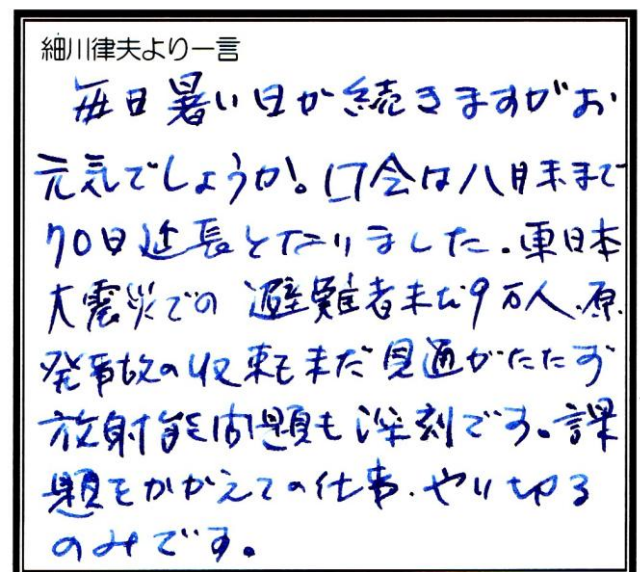 細川律夫より一言
毎日暑い日が続きますがお
元気でしょうか。国会は八月末まで
70日延長となりました。東日本
大震災での避難者まだ9万人、原
発事故の収束もまだ見通がたたず
放射能問題も深刻です。課
題をかかえての仕事、やり切る
のみです。